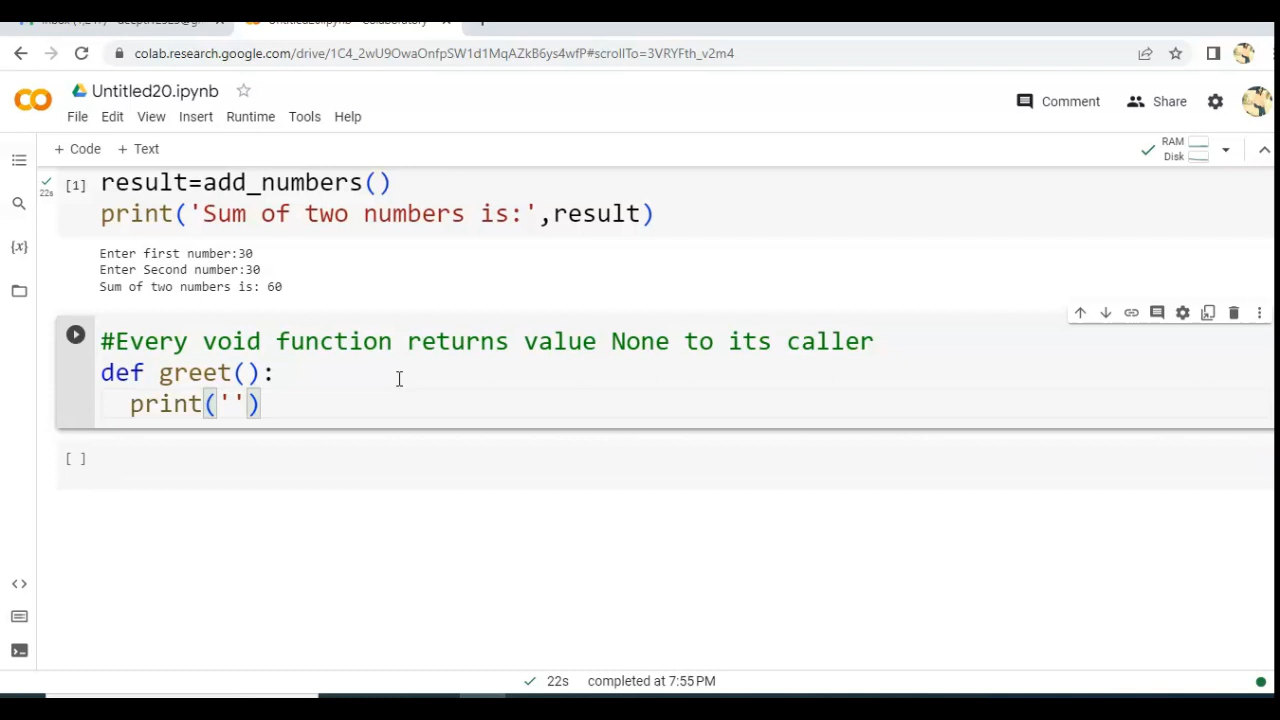 colab.research.google.com/drive/1C4_2wU9OwaOnfpSW1d1MqAZkB6ys4wfP#scrollTo=3VRYFth_v2m4
Untitled20.ipynb
Comment Share
File Edit View Insert Runtime Tools Help
+ Code + Text
RAM
Disk
22s
[1] result=add_numbers()
print('Sum of two numbers is:',result)
Enter first number:30
Enter Second number:30
Sum of two numbers is: 60
{x}
#Every void function returns value None to its caller
def greet():
print('')
[ ]
22s completed at 7:55 PM